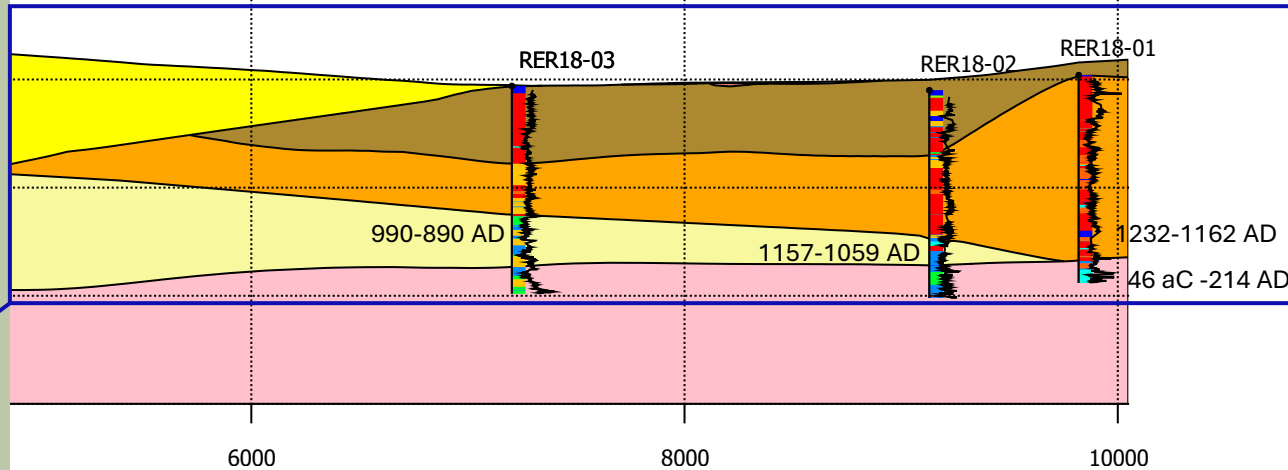 RER18-01
RER18-03
RER18-02
990-890 AD
1232-1162 AD
1157-1059 AD
46 aC -214 AD
6000
8000
10000